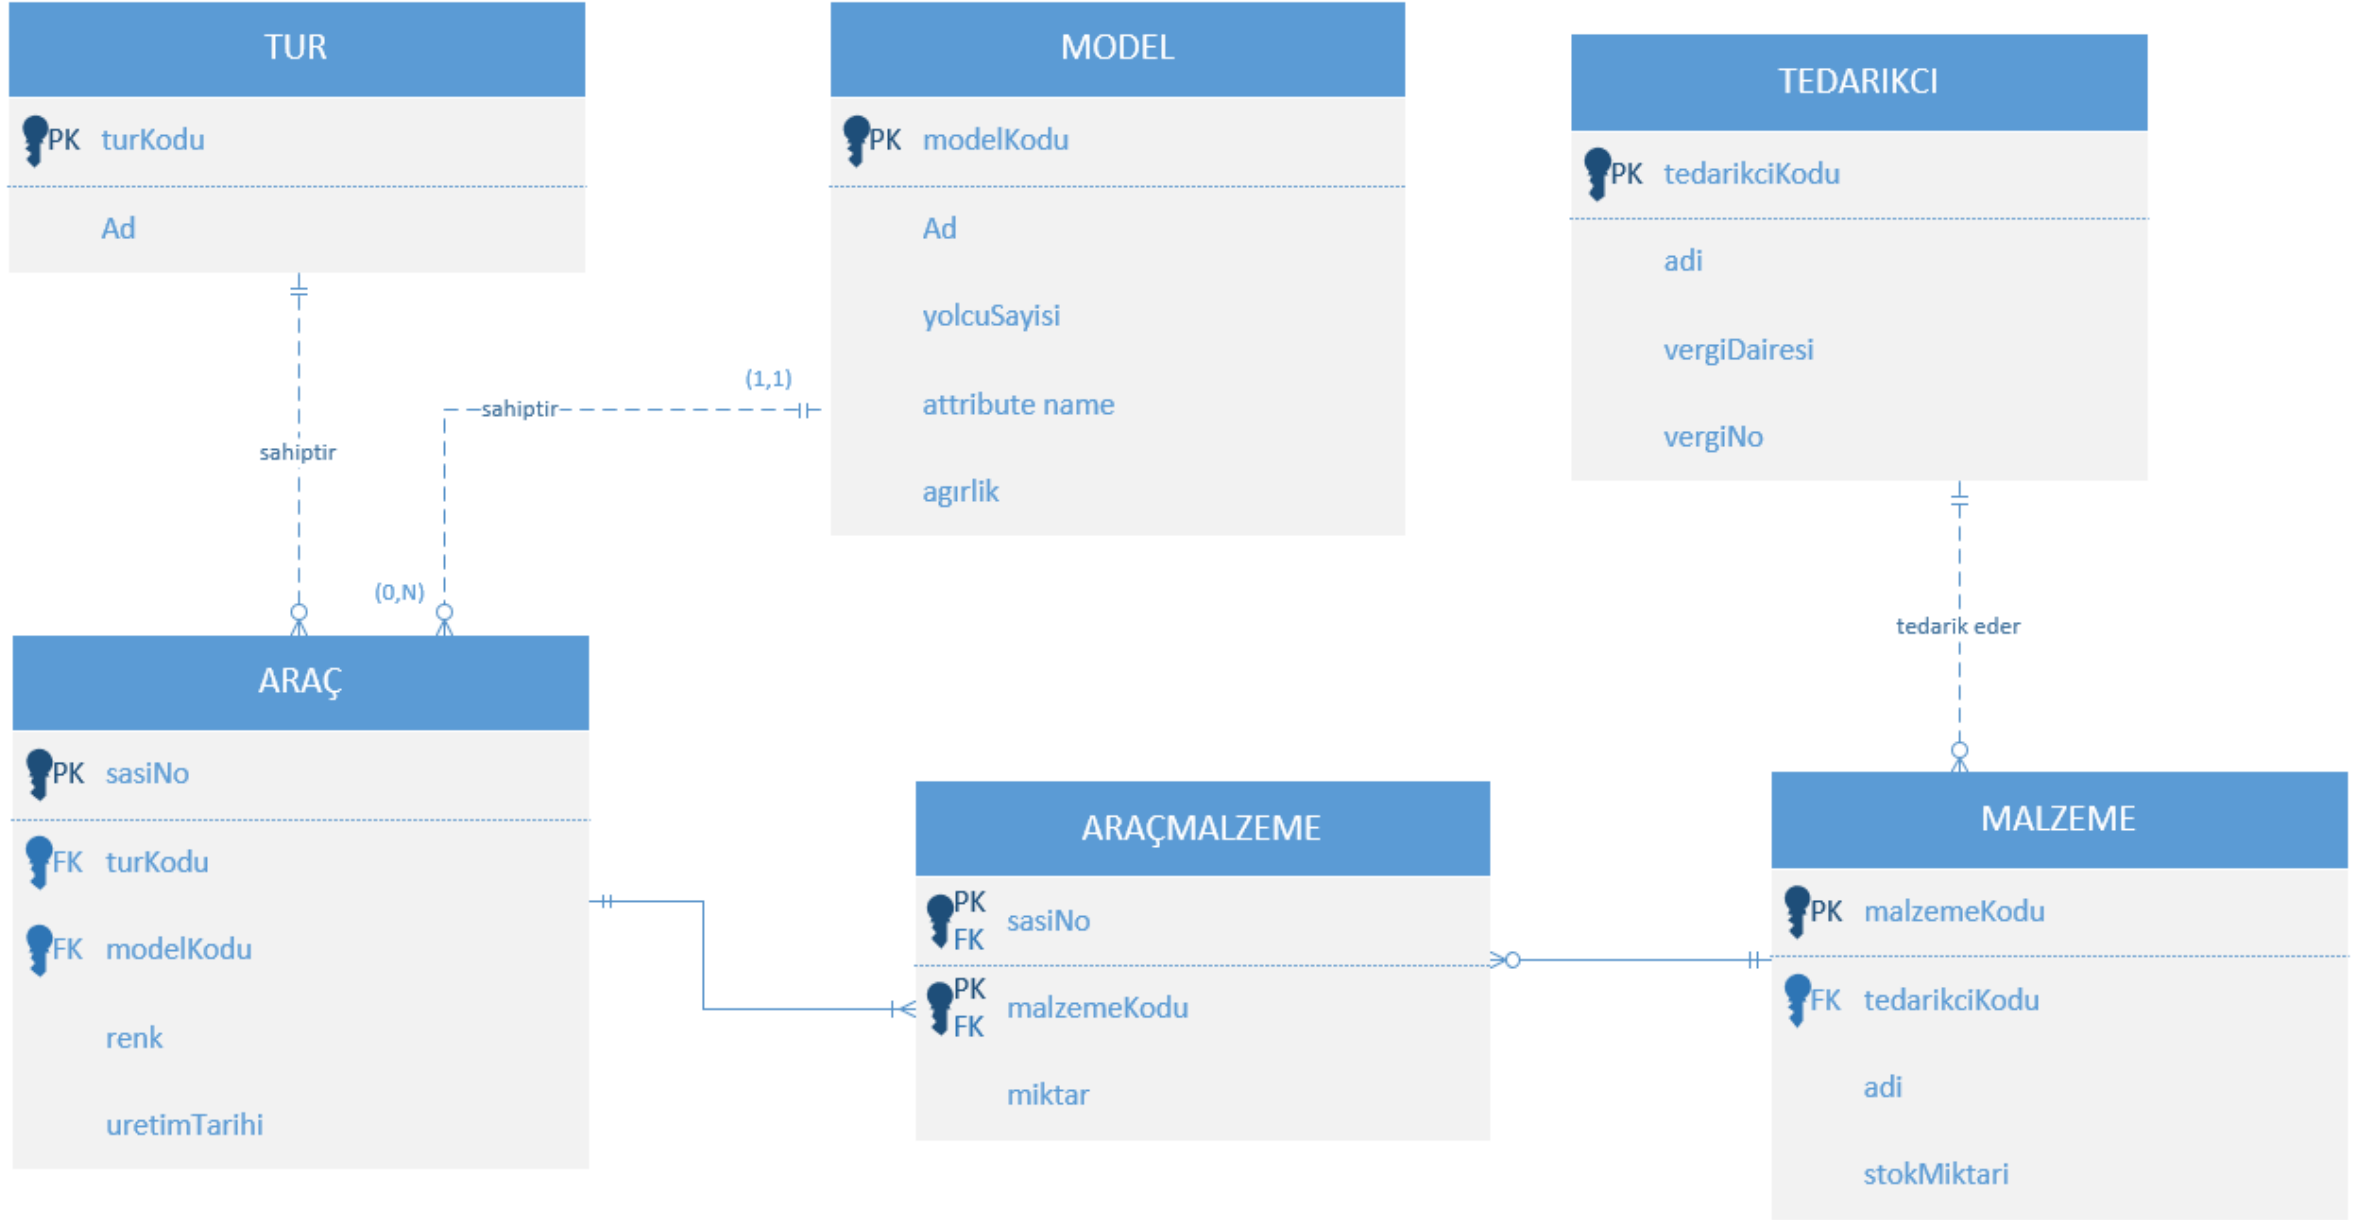 TUR
PK turKodu
Ad
MODEL
PK modelKodu
Ad
yolcuSayisi
attribute name
agırlik
TEDARIKCI
PK tedarikciKodu
adi
vergiDairesi
vergiNo
sahiptir
sahiptir
(1,1)
(0,N)
tedarik eder
ARAÇ
PK sasiNo
FK turKodu
FK modelKodu
renk
uretimTarihi
ARAÇMALZEME
PK
FK sasiNo
PK
FK malzemeKodu
miktar
MALZEME
PK malzemeKodu
FK tedarikciKodu
adi
stokMiktari